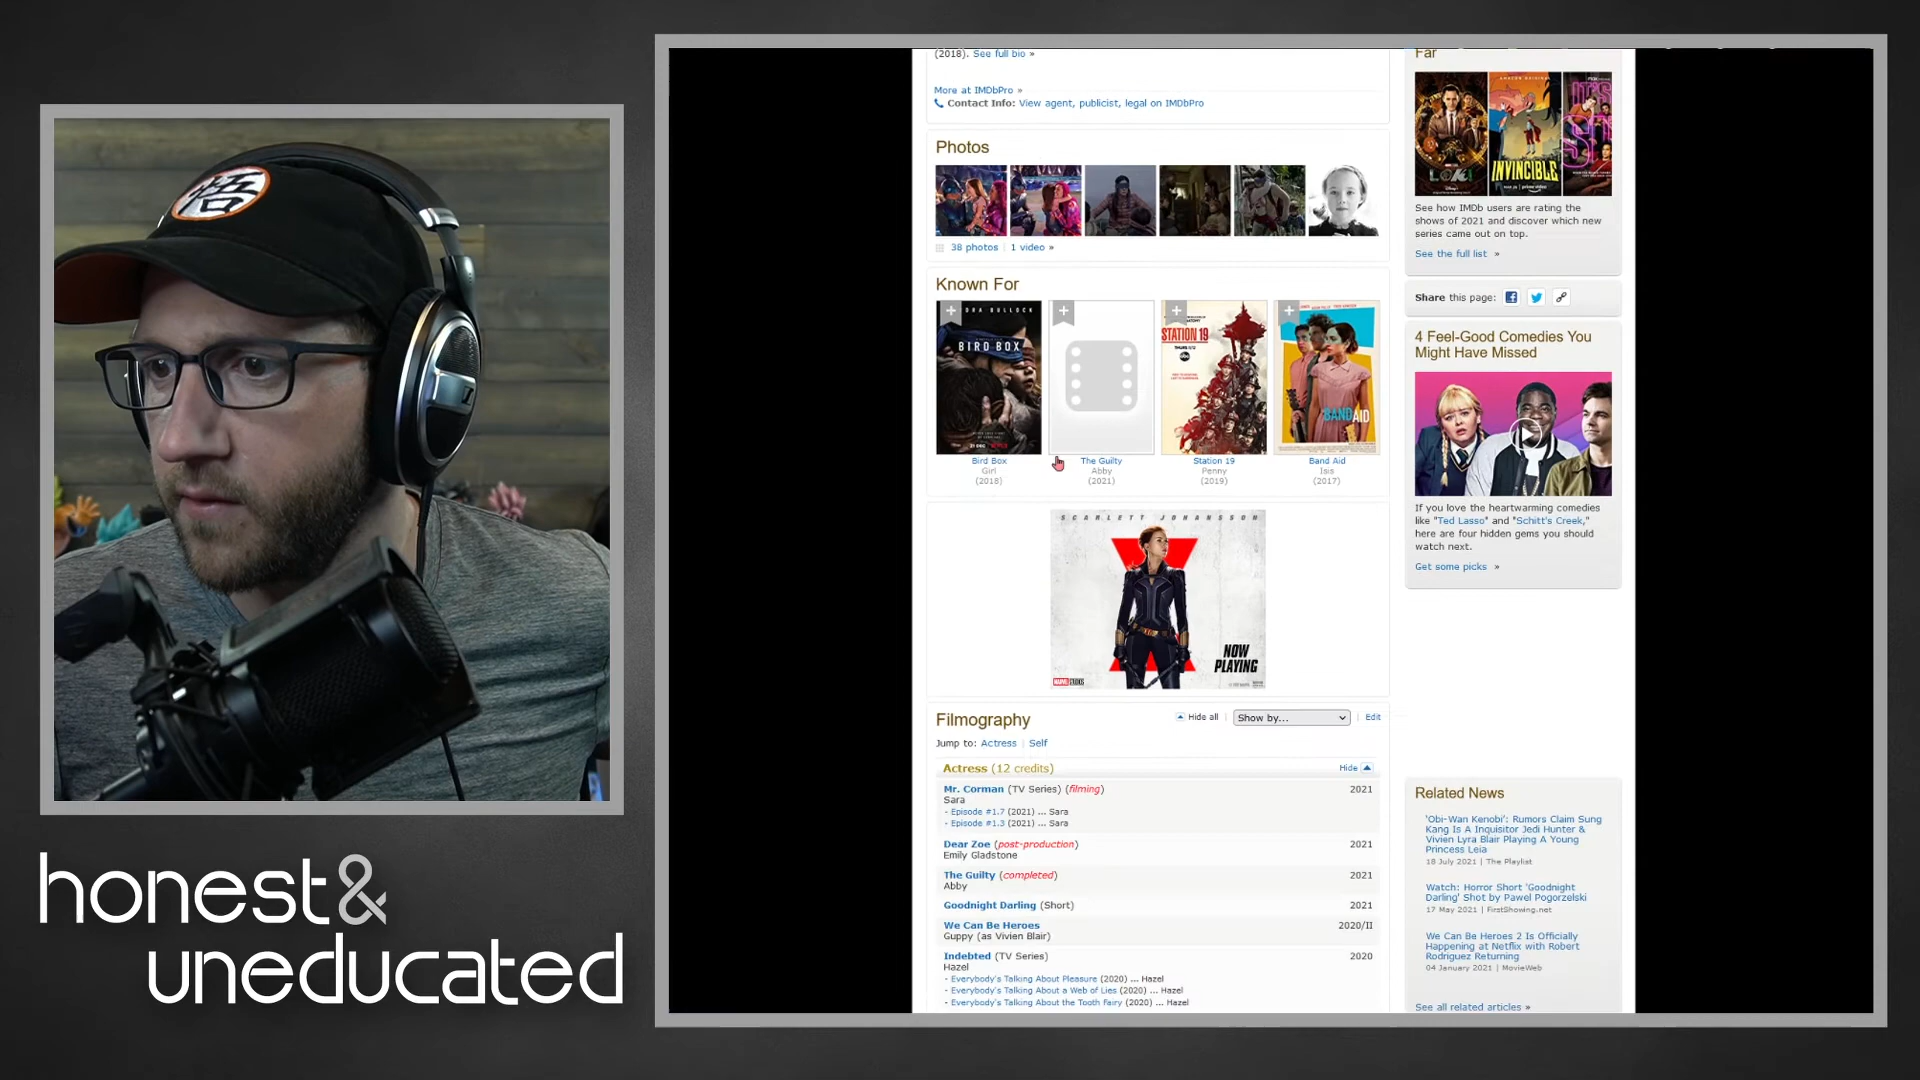 悟
honest&
uneducated
(2018). See full bio »
More at IMDbPro »
Contact Info: View agent, publicist, legal on IMDbPro
Photos
38 photos | 1 video »
Known For
BIRD BOX
STATION 19
BAND AID
Bird Box
Girl
(2018)
The Guilty
Abby
(2021)
Station 19
Penny
(2019)
Band Aid
Isis
(2017)
SCARLETT JOHANSSON
NOW
PLAYING
MARVEL STUDIOS
Filmography
Hide all | Show by... | Edit
Jump to: Actress | Self
Actress (12 credits)
Hide
Mr. Corman (TV Series) (filming) 2021
Sara
- Episode #1.7 (2021) ... Sara
- Episode #1.3 (2021) ... Sara
Dear Zoe (post-production) 2021
Emily Gladstone
The Guilty (completed) 2021
Abby
Goodnight Darling (Short) 2021
We Can Be Heroes 2020/II
Guppy (as Vivien Blair)
Indebted (TV Series) 2020
Hazel
- Everybody's Talking About Pleasure (2020) ... Hazel
- Everybody's Talking About a Web of Lies (2020) ... Hazel
- Everybody's Talking About the Tooth Fairy (2020) ... Hazel
Far
LOKI
INVINCIBLE
IT'S A
SIN
See how IMDb users are rating the
shows of 2021 and discover which new
series came out on top.
See the full list »
Share this page:
4 Feel-Good Comedies You
Might Have Missed
If you love the heartwarming comedies
like "Ted Lasso" and "Schitt's Creek,"
here are four hidden gems you should
watch next.
Get some picks »
Related News
'Obi-Wan Kenobi': Rumors Claim Sung
Kang Is A Inquisitor Jedi Hunter &
Vivien Lyra Blair Playing A Young
Princess Leia
18 July 2021 | The Playlist
Watch: Horror Short 'Goodnight
Darling' Shot by Pawel Pogorzelski
17 May 2021 | FirstShowing.net
We Can Be Heroes 2 Is Officially
Happening at Netflix with Robert
Rodriguez Returning
04 January 2021 | MovieWeb
See all related articles »